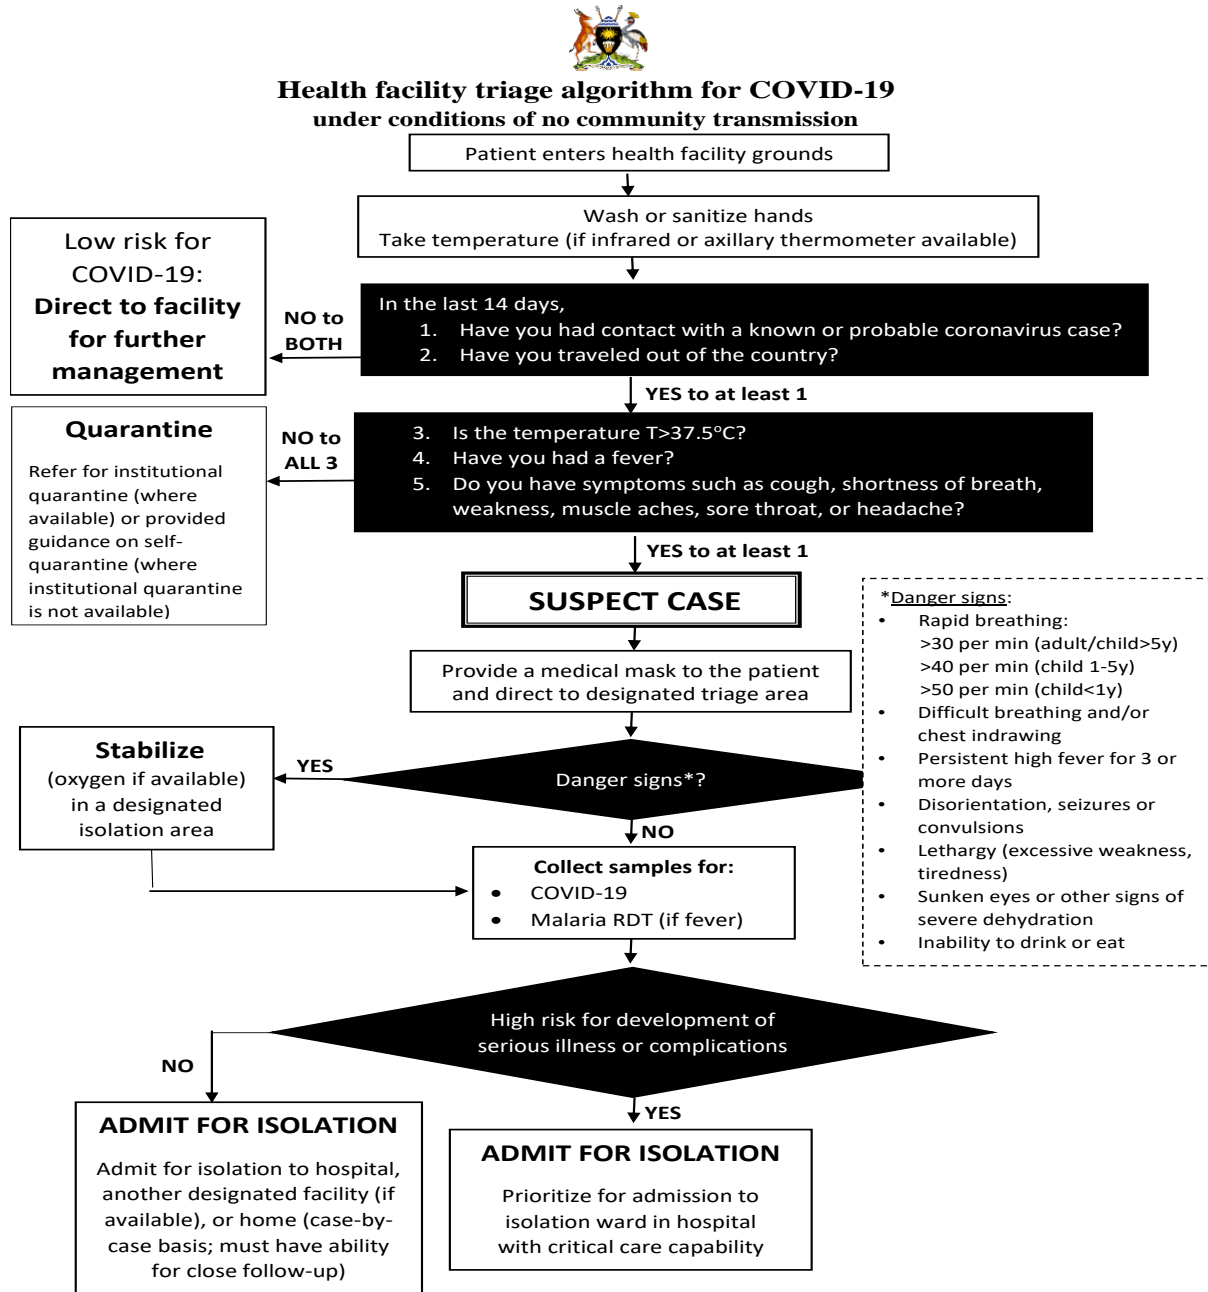 Health facility triage algorithm for COVID-19
under conditions of no community transmission
Patient enters health facility grounds
Wash or sanitize hands
Take temperature (if infrared or axillary thermometer available)
In the last 14 days,
1. Have you had contact with a known or probable coronavirus case?
2. Have you traveled out of the country?
NO to
BOTH
Low risk for
COVID-19:
Direct to facility
for further
management
YES to at least 1
3. Is the temperature T>37.5°C?
4. Have you had a fever?
5. Do you have symptoms such as cough, shortness of breath,
weakness, muscle aches, sore throat, or headache?
NO to
ALL 3
Quarantine
Refer for institutional
quarantine (where
available) or provided
guidance on self-
quarantine (where
institutional quarantine
is not available)
YES to at least 1
SUSPECT CASE
Provide a medical mask to the patient
and direct to designated triage area
Danger signs*?
YES
Stabilize
(oxygen if available)
in a designated
isolation area
*Danger signs:
• Rapid breathing:
>30 per min (adult/child>5y)
>40 per min (child 1-5y)
>50 per min (child<1y)
• Difficult breathing and/or
chest indrawing
• Persistent high fever for 3 or
more days
• Disorientation, seizures or
convulsions
• Lethargy (excessive weakness,
tiredness)
• Sunken eyes or other signs of
severe dehydration
• Inability to drink or eat
NO
Collect samples for:
• COVID-19
• Malaria RDT (if fever)
High risk for development of
serious illness or complications
NO
ADMIT FOR ISOLATION
Admit for isolation to hospital,
another designated facility (if
available), or home (case-by-
case basis; must have ability
for close follow-up)
YES
ADMIT FOR ISOLATION
Prioritize for admission to
isolation ward in hospital
with critical care capability